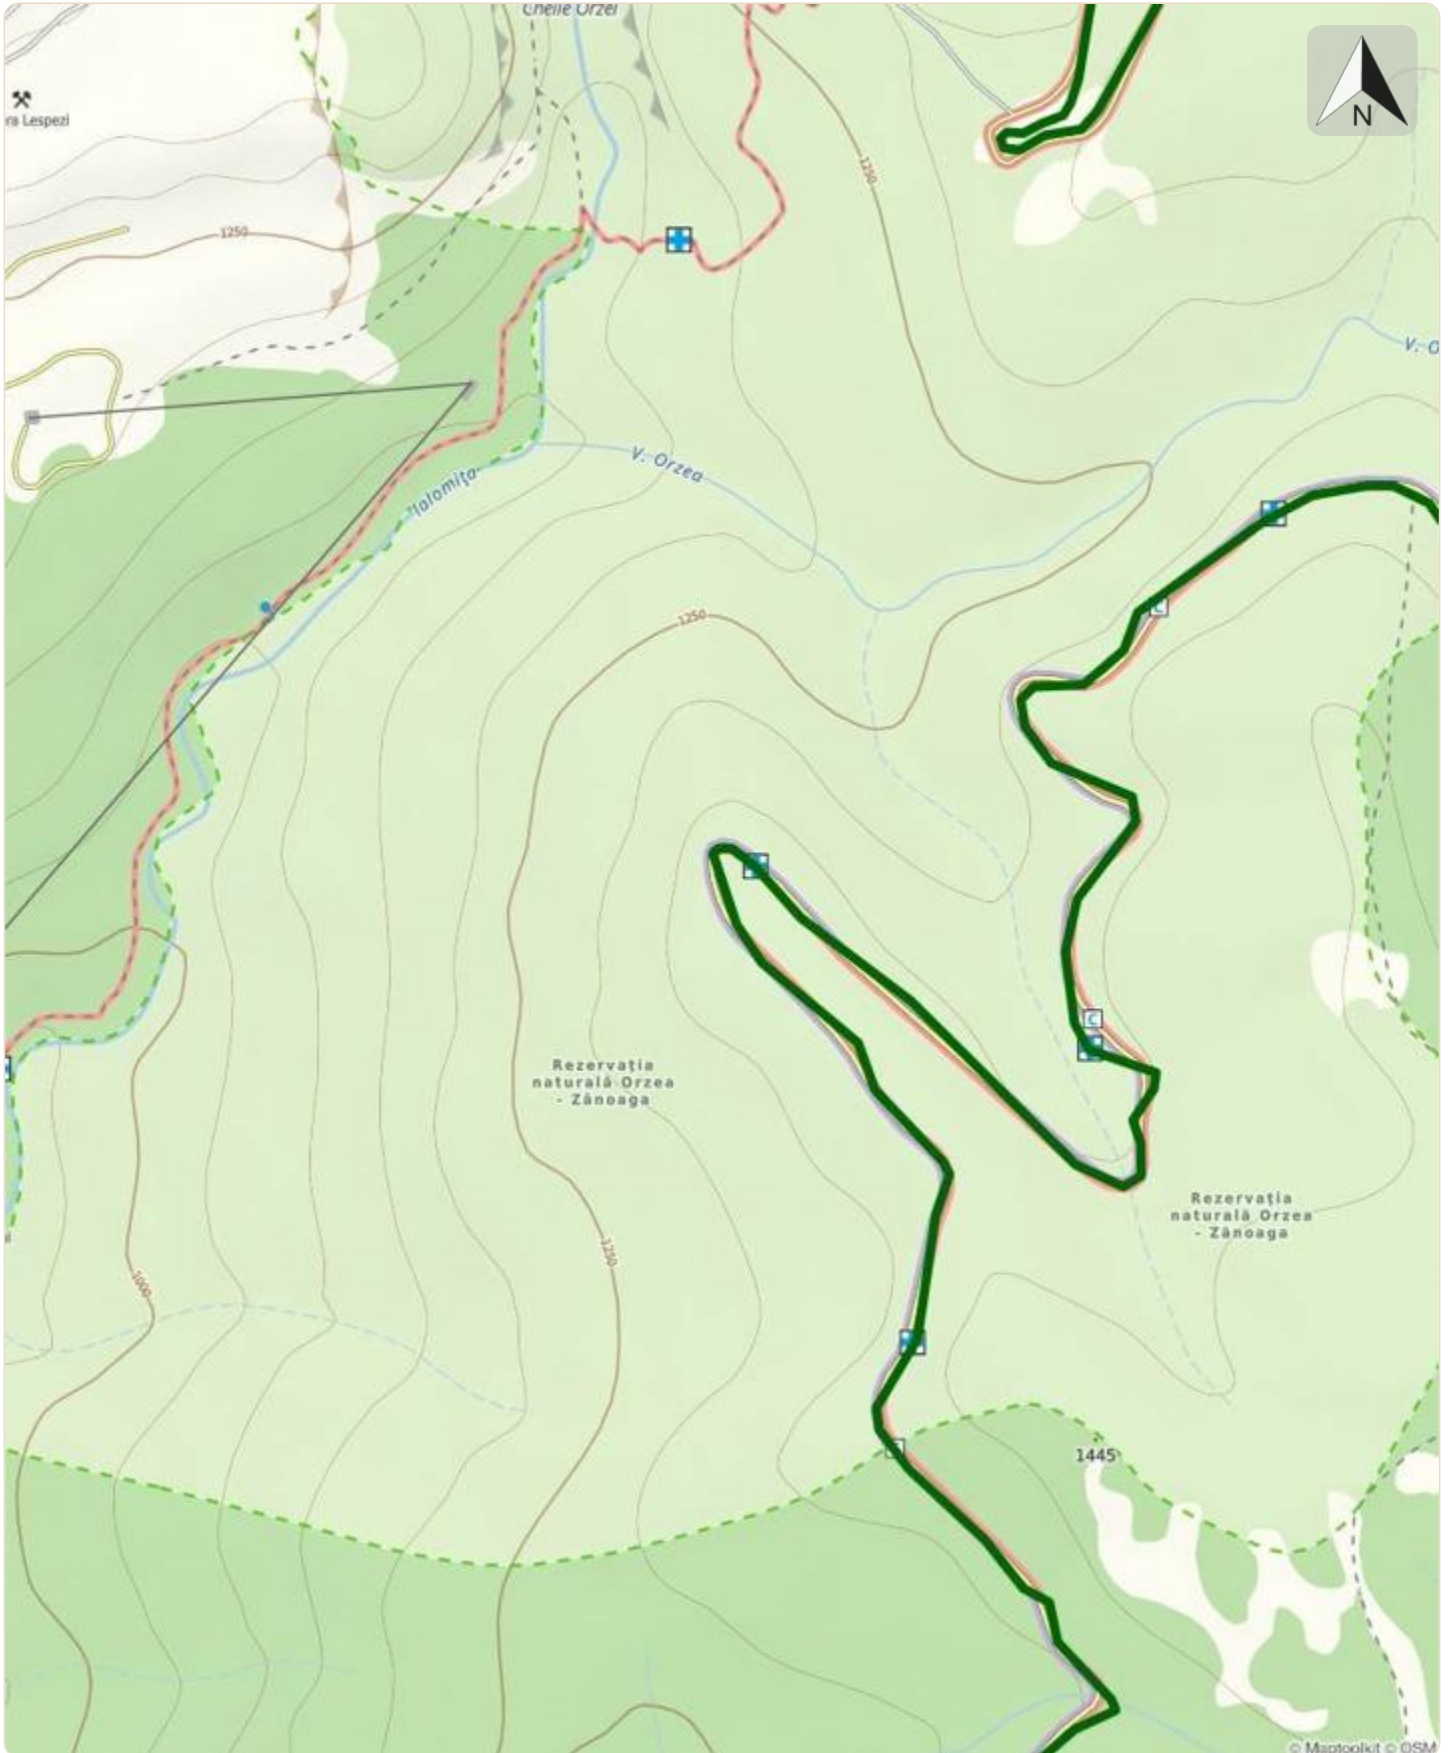 Cheile Orzei
N
ra Lespezi
1250
1250
V. O
V. Orzea
Ialomița
1250
C
C
Rezervația
naturală Orzea
- Zănoaga
Rezervația
naturală Orzea
- Zănoaga
1250
1000
1445
© Maptoolkit © OSM